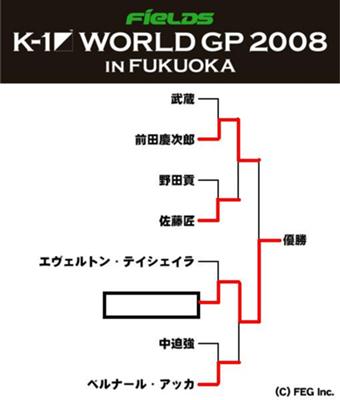 FiELDS
K-1 WORLD GP 2008
IN FUKUOKA
武蔵
前田慶次郎
野田貢
佐藤匠
優勝
エヴェルトン・テイシェイラ
中迫強
ベルナール・アッカ
(C) FEG Inc.